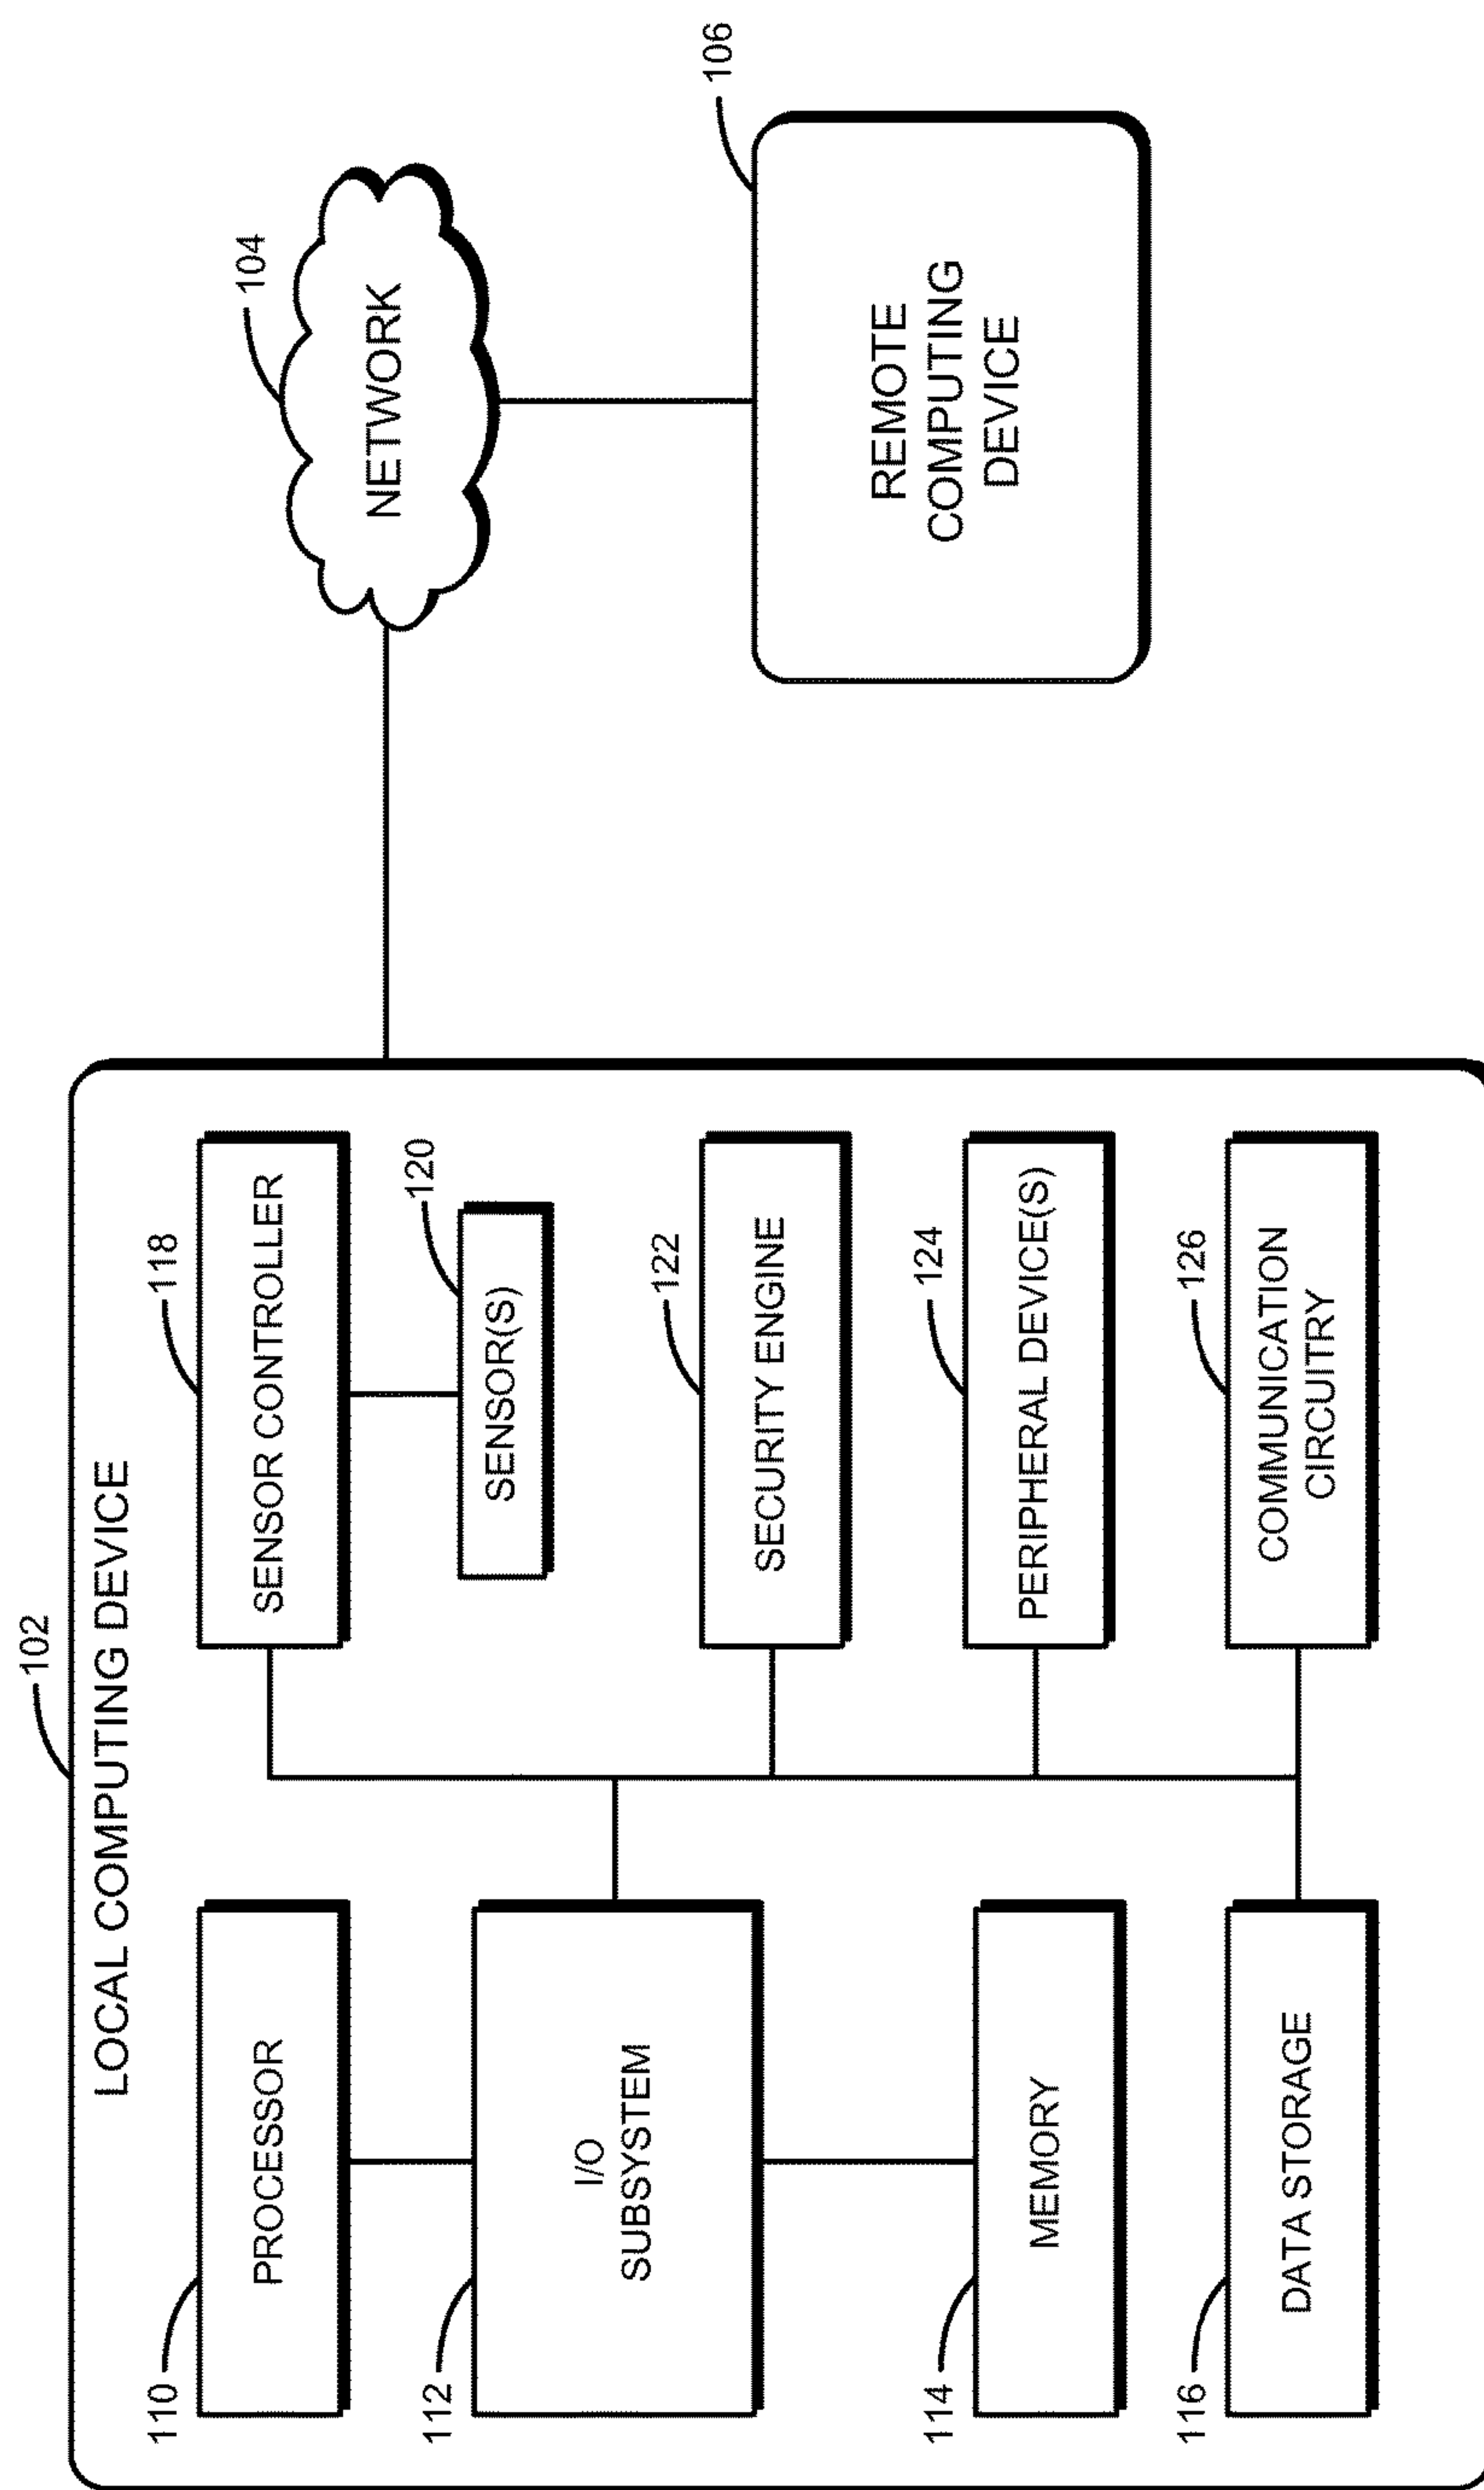 102
LOCAL COMPUTING DEVICE
110
PROCESSOR
112
I/O
SUBSYSTEM
114
MEMORY
116
DATA STORAGE
118
SENSOR CONTROLLER
120
SENSOR(S)
122
SECURITY ENGINE
124
PERIPHERAL DEVICE(S)
126
COMMUNICATION
CIRCUITRY
104
NETWORK
106
REMOTE
COMPUTING
DEVICE